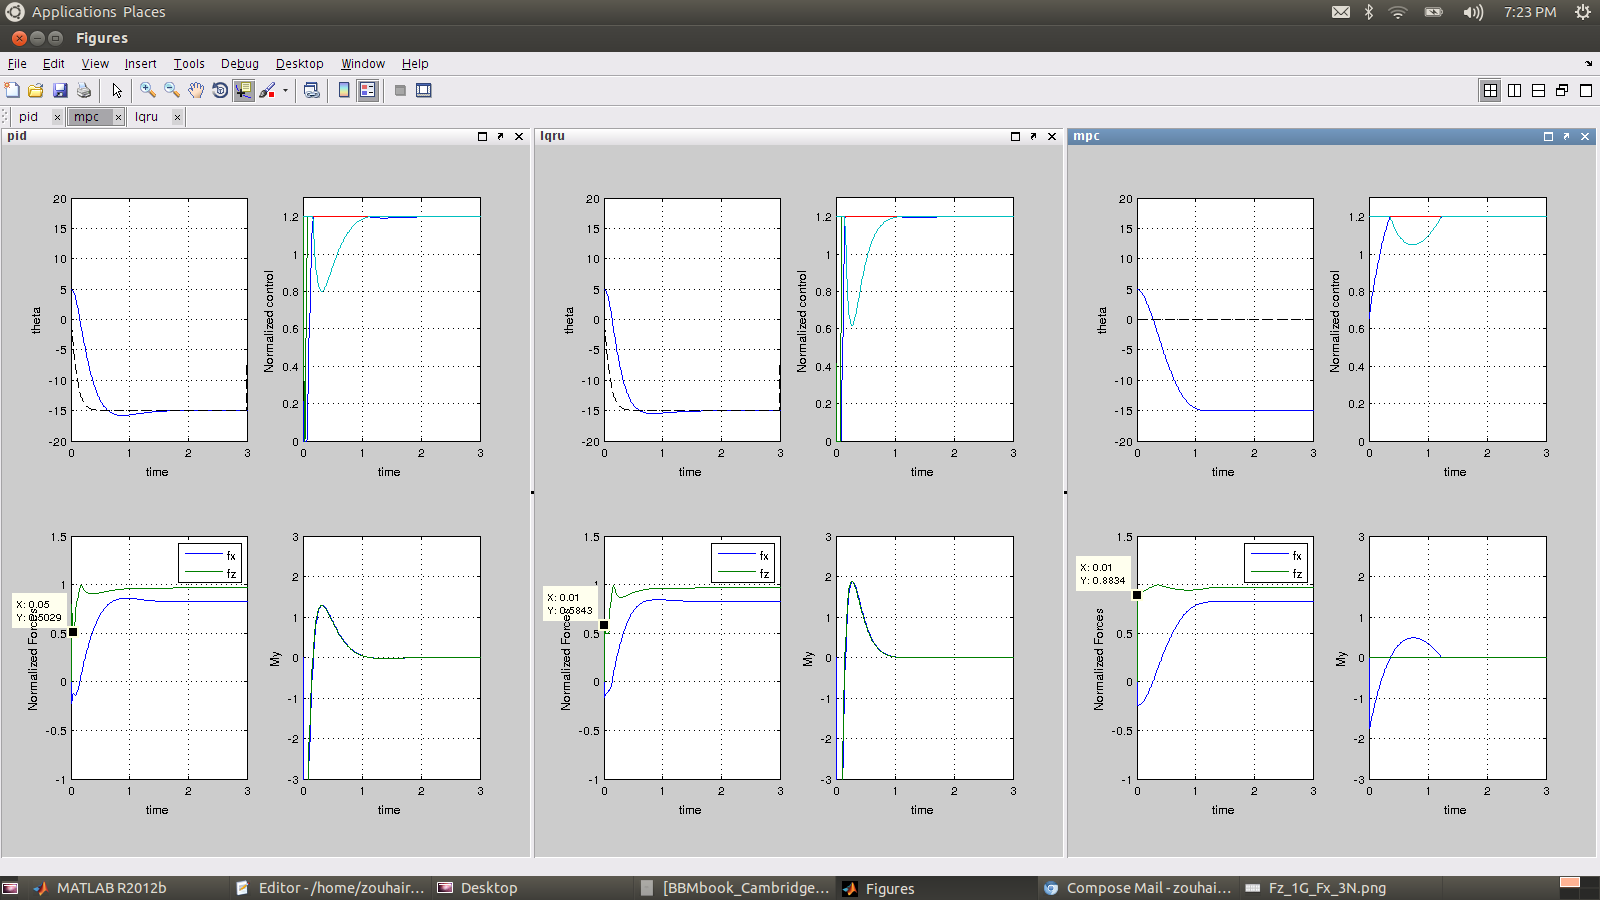 Applications Places
7:23 PM
Figures
File Edit View Insert Tools Debug Desktop Window Help
pid mpc lqru
pid
20
15
10
5
0
-5
-10
-15
-20
theta
0 1 2 3
time
1.2
1
0.8
0.6
0.4
0.2
0
Normalized control
0 1 2 3
time
1.5
1
0.5
0
-0.5
-1
Normalized Forces
fx
fz
X: 0.05
Y: 0.5029
0 1 2 3
time
3
2
1
0
-1
-2
-3
My
0 1 2 3
time
lqru
20
15
10
5
0
-5
-10
-15
-20
theta
0 1 2 3
time
1.2
1
0.8
0.6
0.4
0.2
0
Normalized control
0 1 2 3
time
1.5
1
0.5
0
-0.5
-1
Normalized Forces
fx
fz
X: 0.01
Y: 0.5843
0 1 2 3
time
3
2
1
0
-1
-2
-3
My
0 1 2 3
time
mpc
20
15
10
5
0
-5
-10
-15
-20
theta
0 1 2 3
time
1.2
1
0.8
0.6
0.4
0.2
0
Normalized control
0 1 2 3
time
1.5
0.5
0
-0.5
-1
Normalized Forces
fx
fz
X: 0.01
Y: 0.8834
0 1 2 3
time
3
2
1
0
-1
-2
-3
My
0 1 2 3
time
MATLAB R2012b
Editor - /home/zouhair...
Desktop
[BBMbook_Cambridge...
Figures
Compose Mail - zouhai...
Fz_1G_Fx_3N.png